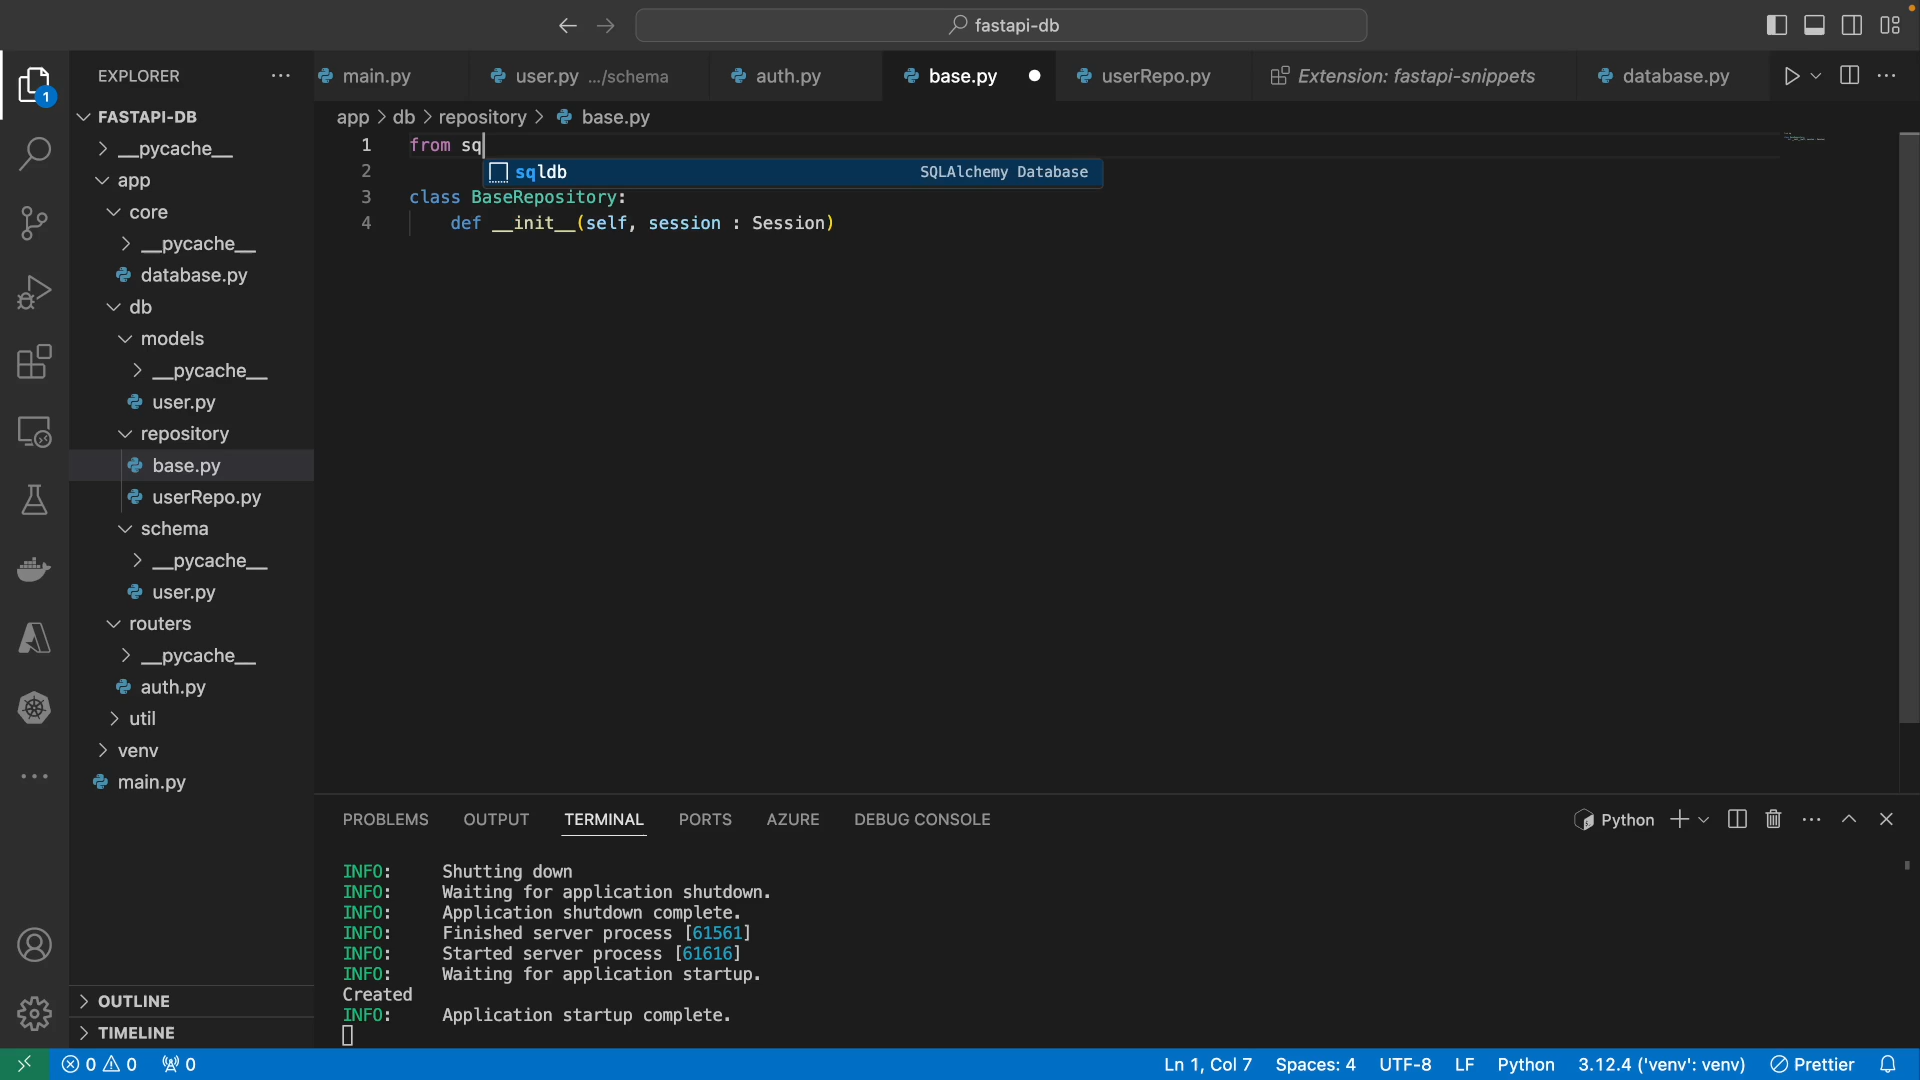 fastapi-db
EXPLORER
main.py
user.py .../schema
auth.py
base.py
userRepo.py
Extension: fastapi-snippets
database.py
1
FASTAPI-DB
__pycache__
app
core
__pycache__
database.py
db
models
__pycache__
user.py
repository
base.py
userRepo.py
schema
__pycache__
user.py
routers
__pycache__
auth.py
util
venv
main.py
OUTLINE
TIMELINE
app > db > repository > base.py
1 from sq
sqldb SQLAlchemy Database
2
3 class BaseRepository:
4 def __init__(self, session : Session)
PROBLEMS OUTPUT TERMINAL PORTS AZURE DEBUG CONSOLE
Python
INFO: Shutting down
INFO: Waiting for application shutdown.
INFO: Application shutdown complete.
INFO: Finished server process [61561]
INFO: Started server process [61616]
INFO: Waiting for application startup.
Created
INFO: Application startup complete.
0 0 0
Ln 1, Col 7 Spaces: 4 UTF-8 LF Python 3.12.4 ('venv': venv) Prettier